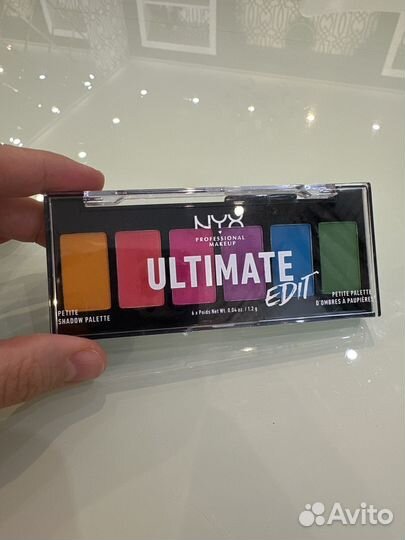 NYX
PROFESSIONAL
MAKEUP
ULTIMATE
EDIT
PETITE
SHADOW PALETTE
PETITE PALETTE
D'OMBRES À PAUPIÈRES
6 x Poids Net Wt. 0.04 oz. / 1.2 g
Avito